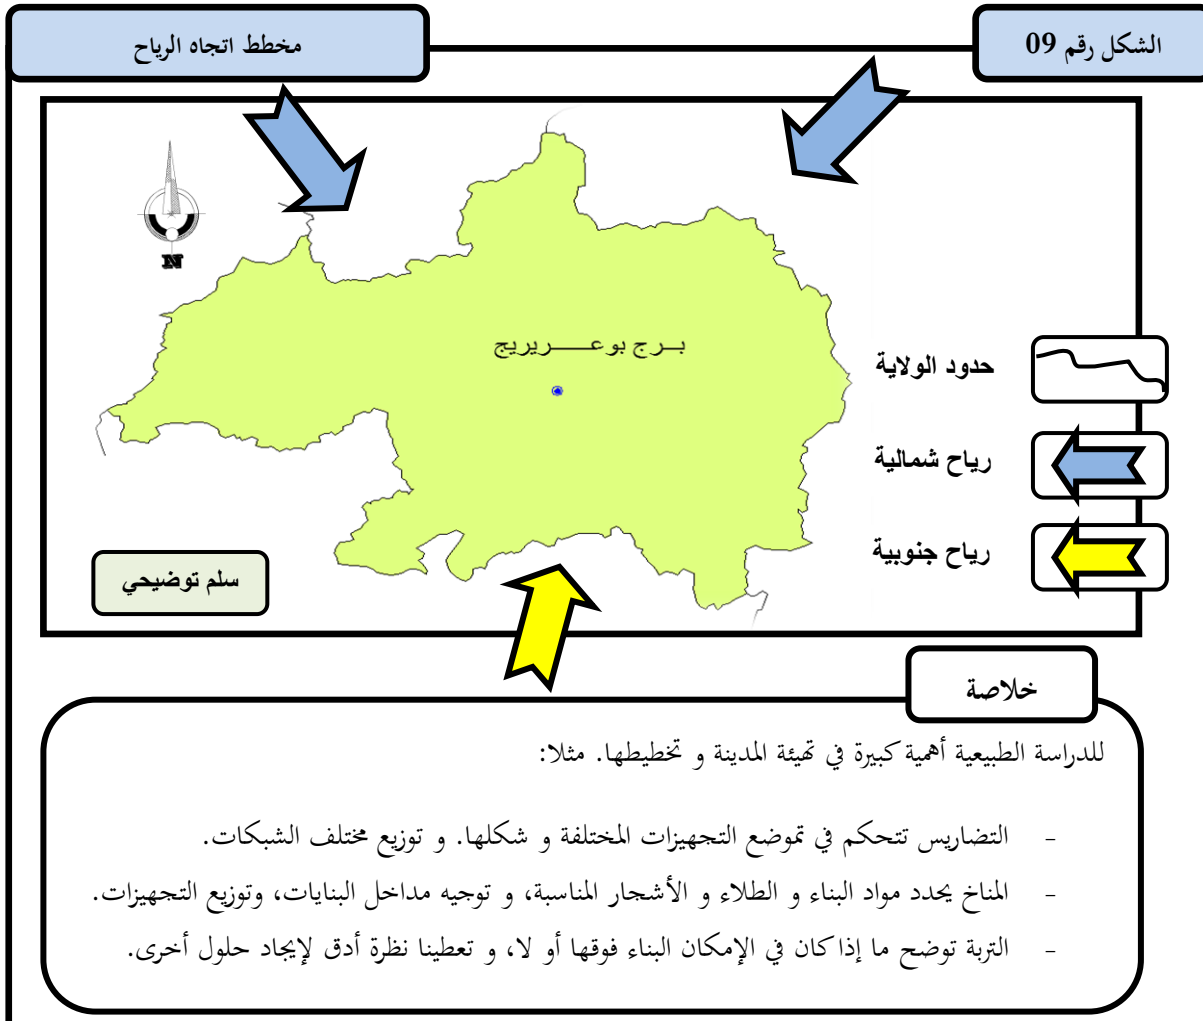 الشكل رقم 09
مخطط اتجاه الرياح
N
برج بوعريريج
حدود الولاية
رياح شمالية
رياح جنوبية
سلم توضيحي
خلاصة
للدراسة الطبيعية أهمية كبيرة في تهيئة المدينة و تخطيطها. مثلا:
- التضاريس تتحكم في تموضع التجهيزات المختلفة و شكلها. و توزيع مختلف الشبكات.
- المناخ يحدد مواد البناء و الطلاء و الأشجار المناسبة، و توجيه مداخل البنايات، وتوزيع التجهيزات.
- التربة توضح ما إذا كان في الإمكان البناء فوقها أو لا، و تعطينا نظرة أدق لإيجاد حلول أخرى.